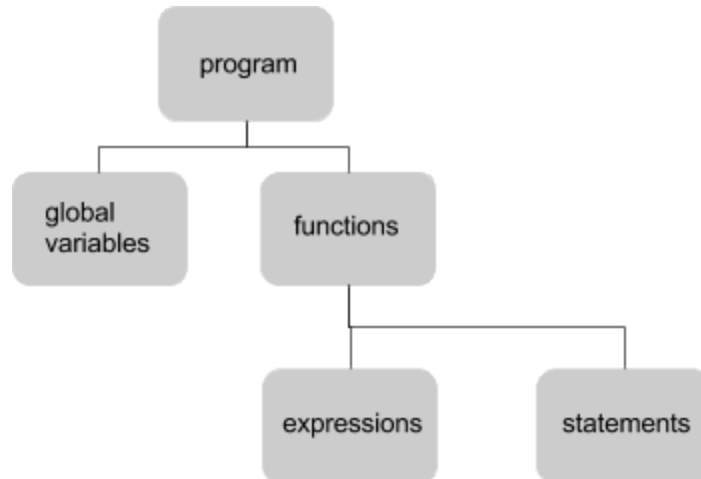 program
global
variables
functions
expressions
statements